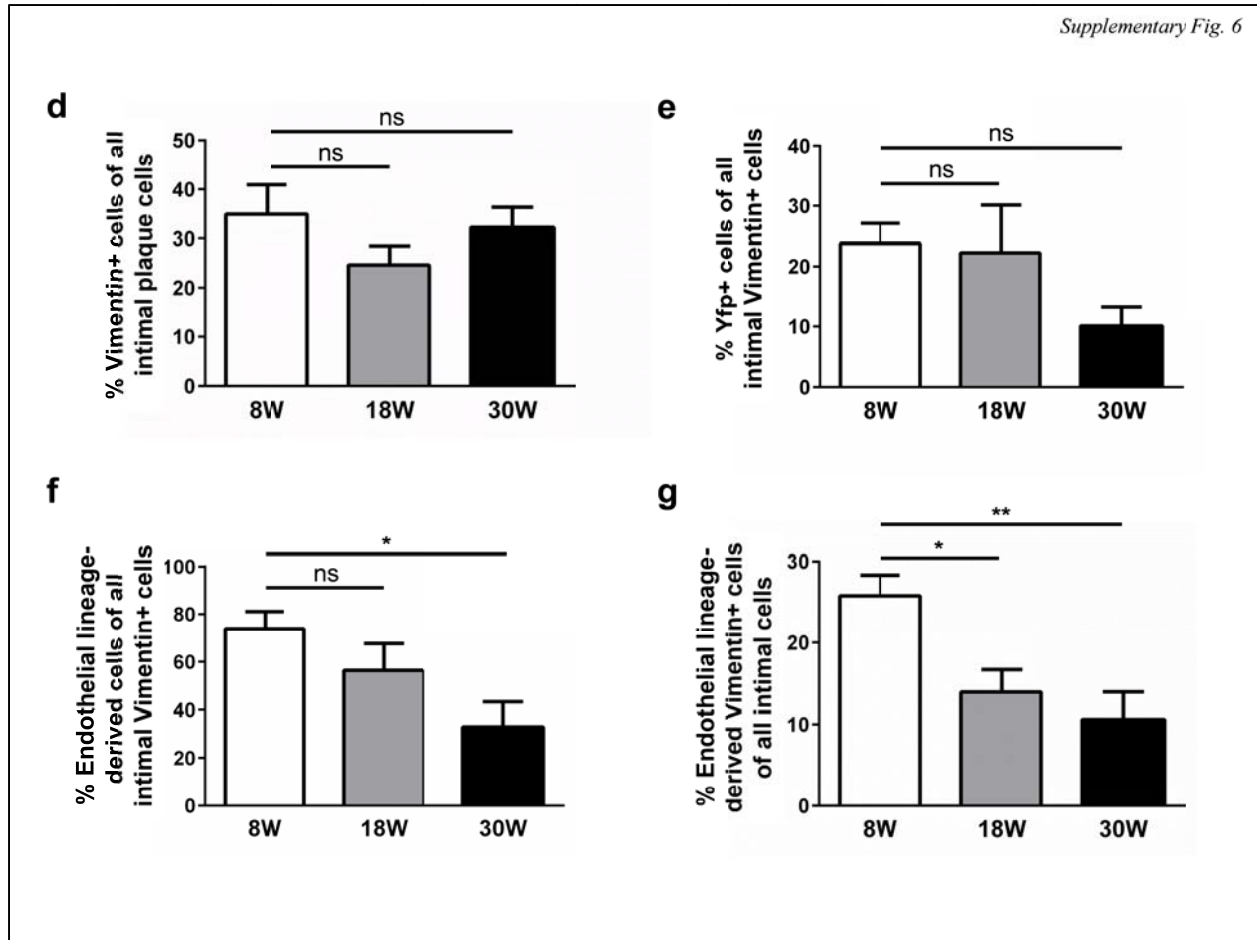 Supplementary Fig. 6
d
% Vimentin+ cells of all
intimal plaque cells
50
40
30
20
10
0
ns
ns
8W 18W 30W
e
% Yfp+ cells of all
intimal Vimentin+ cells
40
30
20
10
0
ns
ns
8W 18W 30W
f
% Endothelial lineage-
derived cells of all
intimal Vimentin+ cells
100
80
60
40
20
0
*
ns
8W 18W 30W
g
% Endothelial lineage-
derived Vimentin+ cells
of all intimal cells
30
20
10
0
**
*
8W 18W 30W